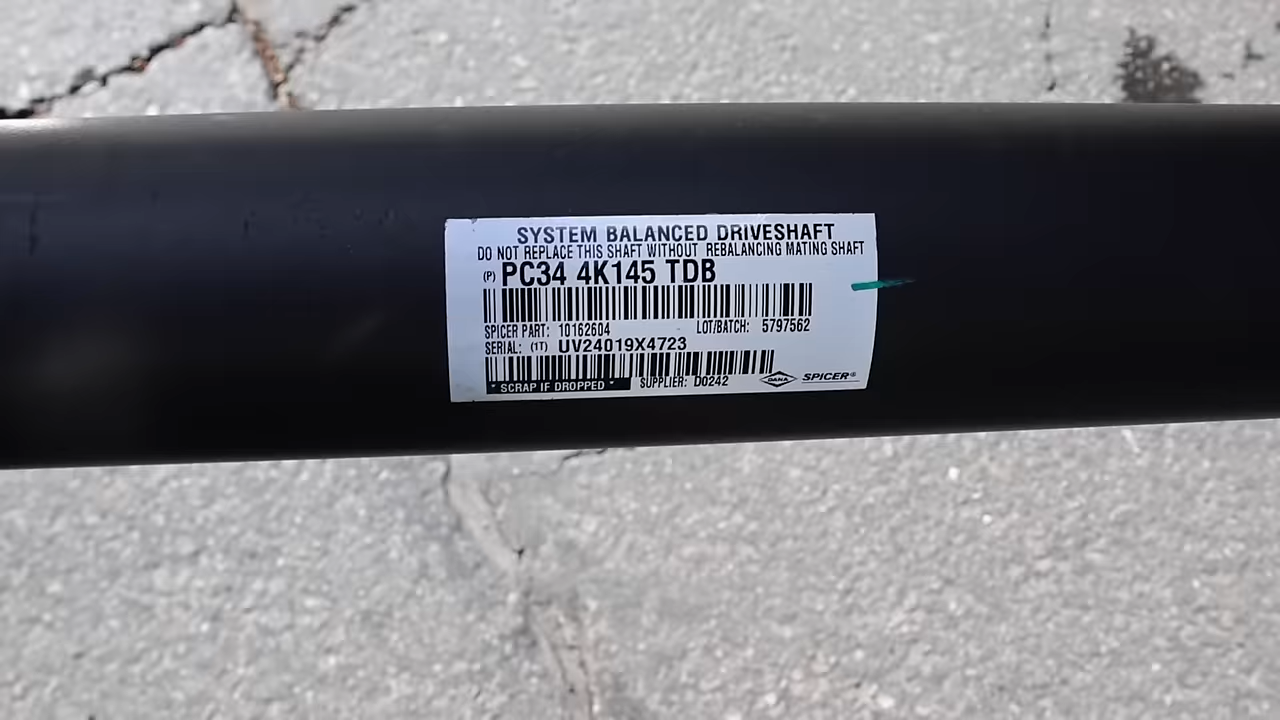 SYSTEM BALANCED DRIVESHAFT
DO NOT REPLACE THIS SHAFT WITHOUT REBALANCING MATING SHAFT
(P) PC34 4K145 TDB
SPICER PART: 10162604 LOT/BATCH: 5797562
SERIAL: (1T) UV24019X4723
* SCRAP IF DROPPED * SUPPLIER: D0242 DANA SPICER®